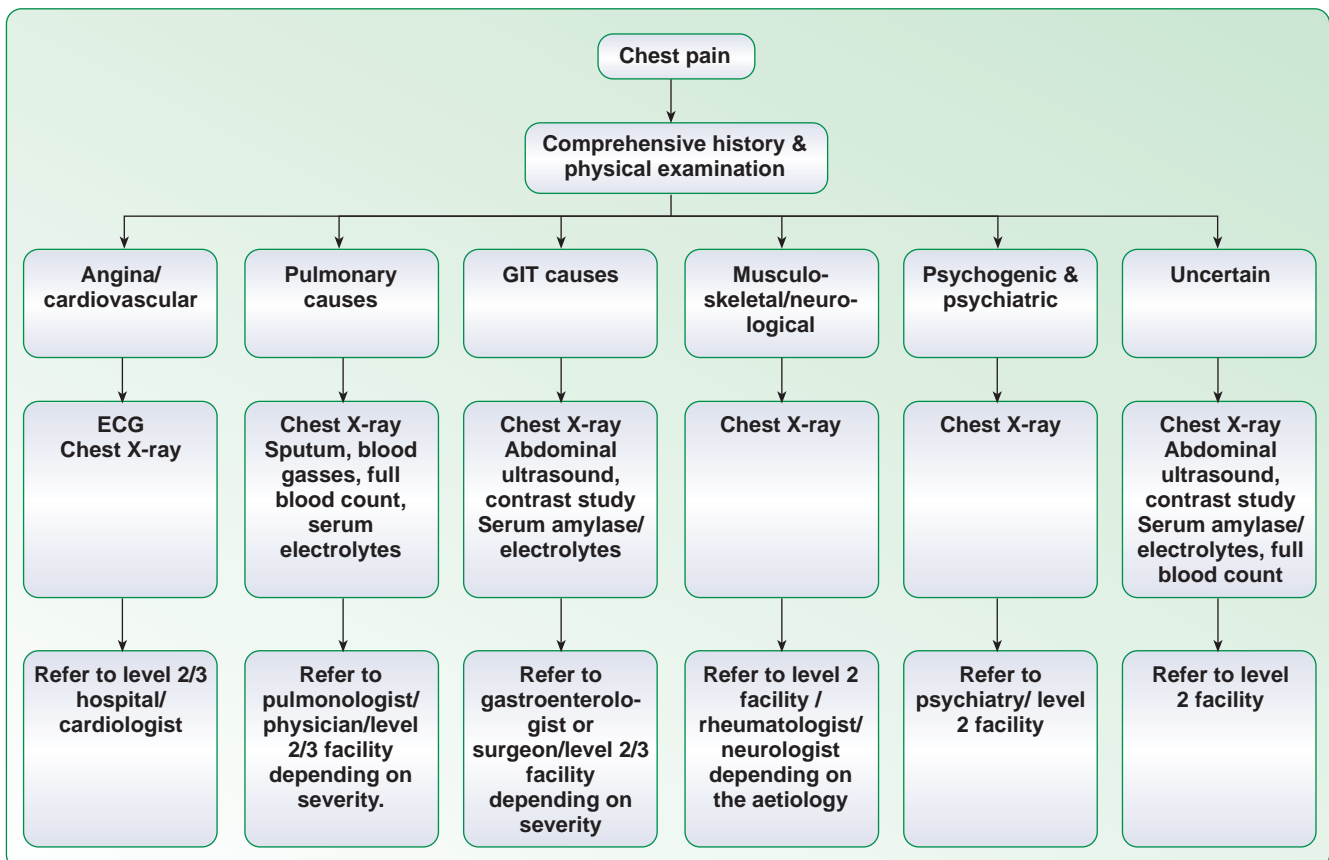 Chest pain
Comprehensive history &
physical examination
Angina/
cardiovascular
Pulmonary
causes
GIT causes
Musculo-
skeletal/neuro-
logical
Psychogenic &
psychiatric
Uncertain
ECG
Chest X-ray
Chest X-ray
Sputum, blood
gasses, full
blood count,
serum
electrolytes
Chest X-ray
Abdominal
ultrasound,
contrast study
Serum amylase/
electrolytes
Chest X-ray
Chest X-ray
Chest X-ray
Abdominal
ultrasound,
contrast study
Serum amylase/
electrolytes, full
blood count
Refer to level 2/3
hospital/
cardiologist
Refer to
pulmonologist/
physician/level
2/3 facility
depending on
severity.
Refer to
gastroenterolo-
gist or
surgeon/level 2/3
facility
depending on
severity
Refer to level 2
facility /
rheumatologist/
neurologist
depending on
the aetiology
Refer to
psychiatry/ level
2 facility
Refer to level
2 facility